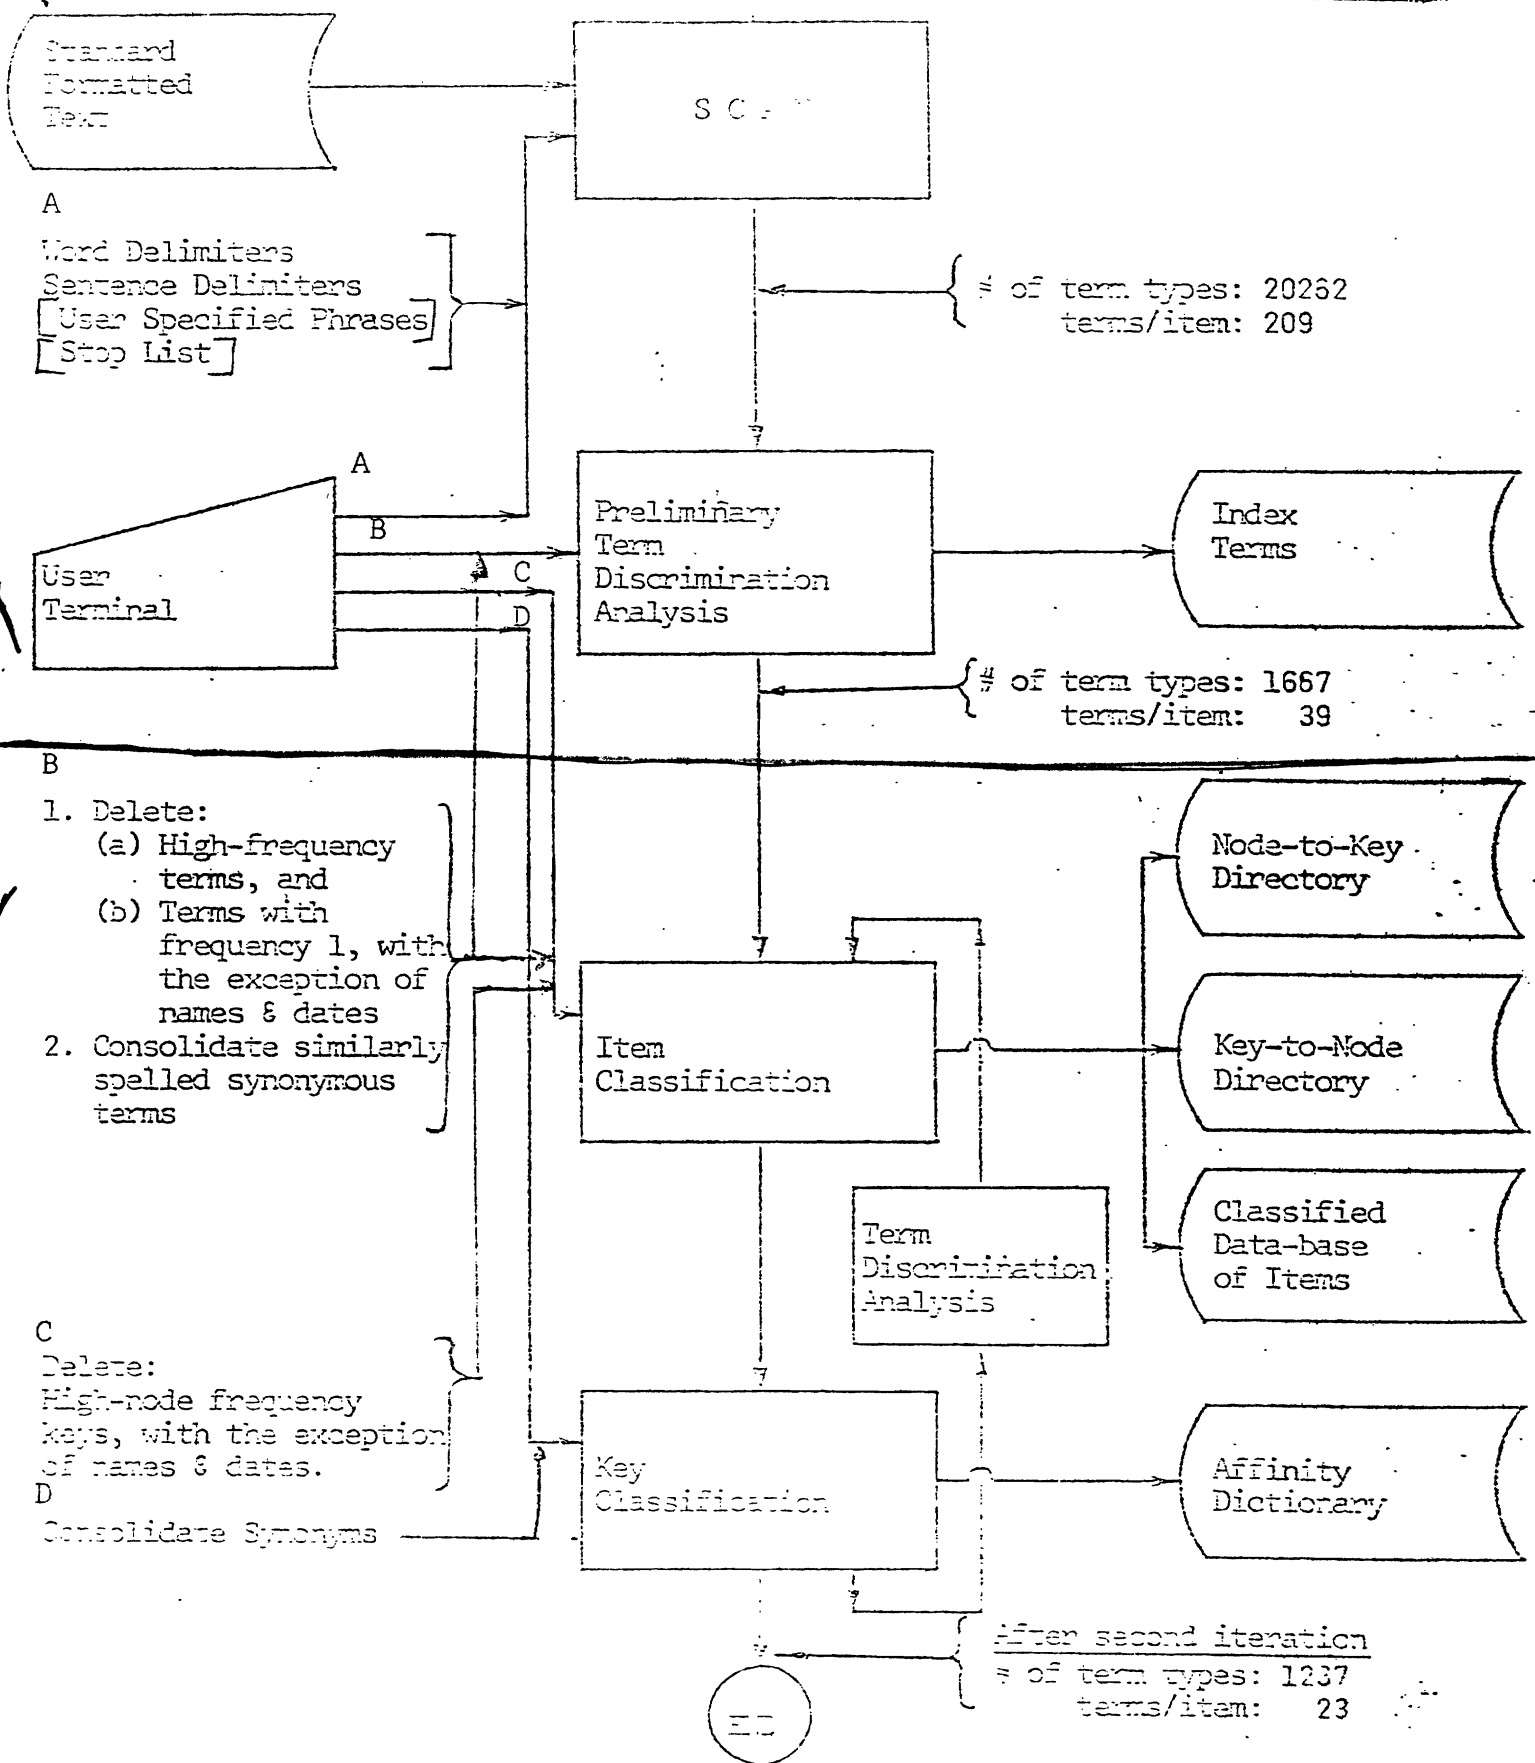 Standard
Formatted
Text
S C
A
Word Delimiters
Sentence Delimiters
[User Specified Phrases]
[Stop List]
# of term types: 20262
terms/item: 209
A
B
C
D
User
Terminal
Preliminary
Term
Discrimination
Analysis
Index
Terms
# of term types: 1667
terms/item: 39
B
1. Delete:
(a) High-frequency
terms, and
(b) Terms with
frequency 1, with
the exception of
names & dates
2. Consolidate similarly
spelled synonymous
terms
Node-to-Key
Directory
Item
Classification
Key-to-Node
Directory
Term
Discrimination
Analysis
Classified
Data-base
of Items
C
Delete:
High-node frequency
keys, with the exception
of names & dates.
D
Consolidate Synonyms
Key
Classification
Affinity
Dictionary
After second iteration
# of term types: 1237
terms/item: 23